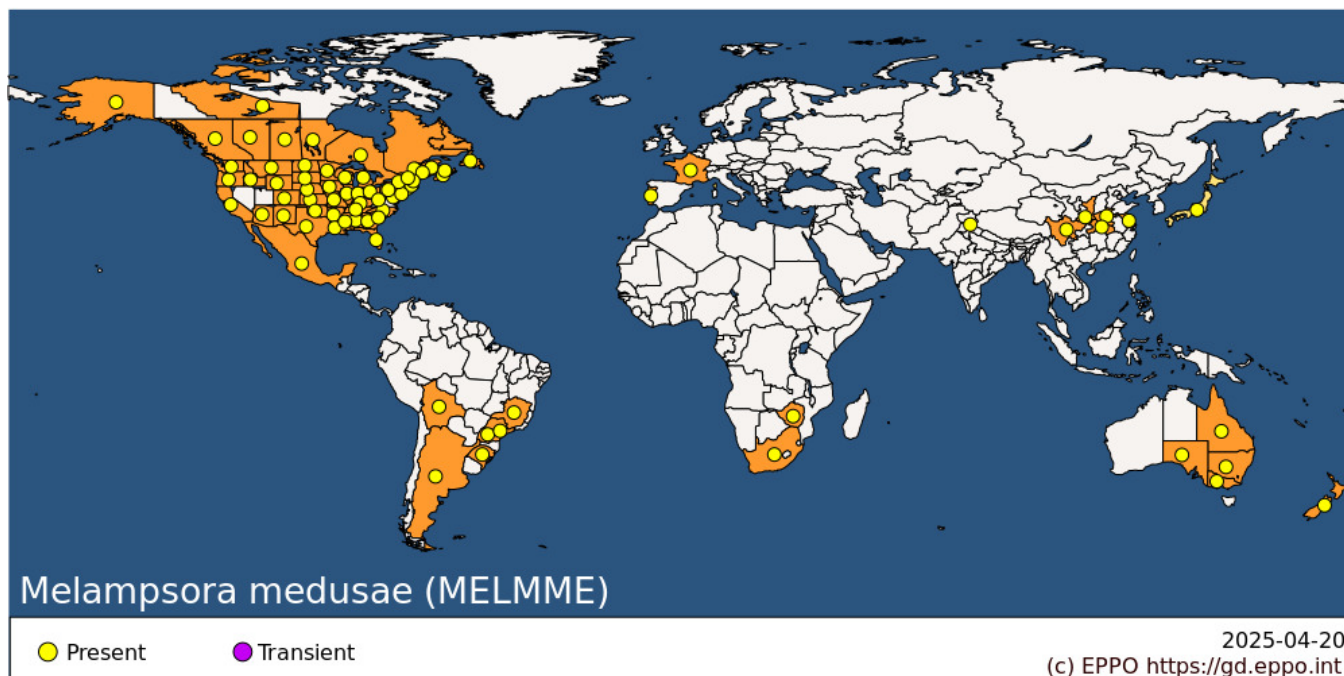 Melampsora medusae (MELMME)
Present
Transient
2025-04-20
(c) EPPO https://gd.eppo.int